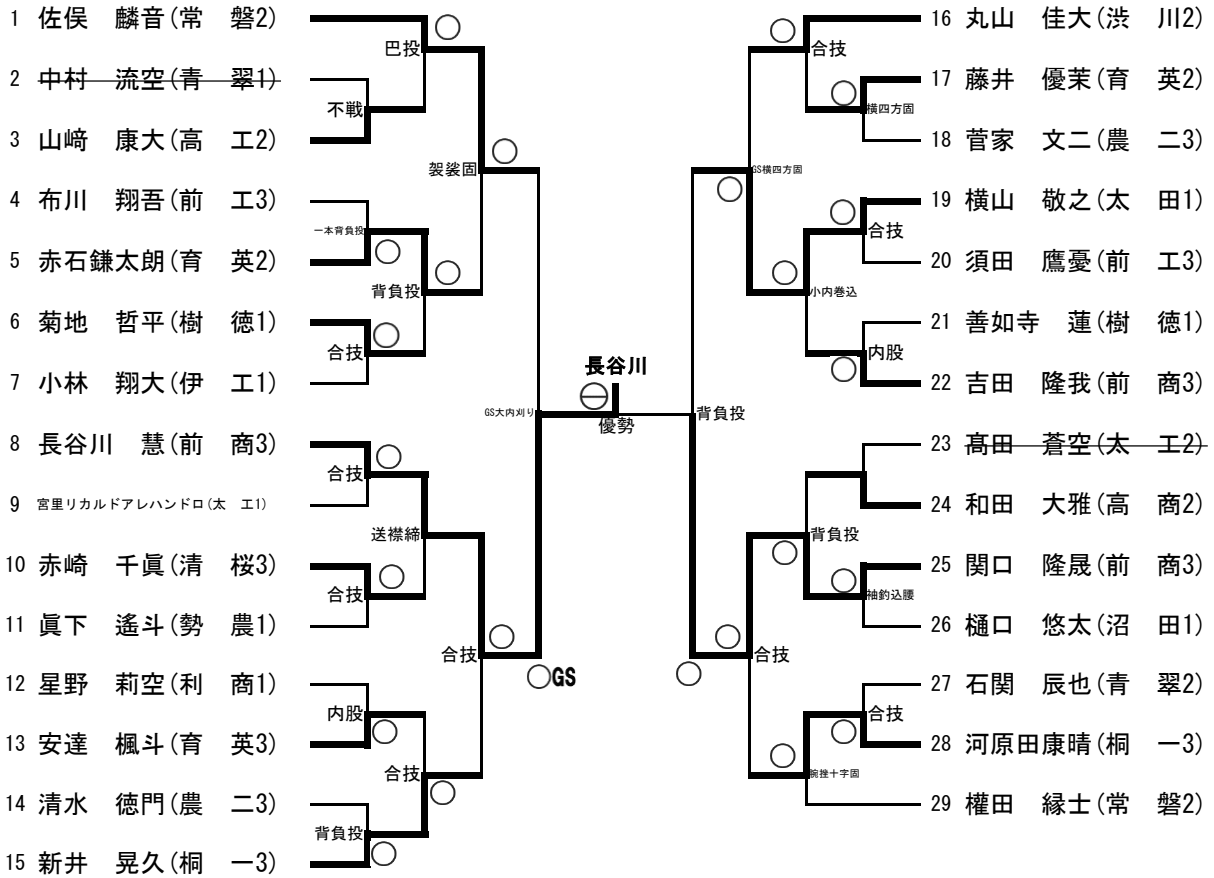 1 佐俣　麟音(常　磐2)
2 中村　流空(青　翠1)
3 山﨑　康大(高　工2)
4 布川　翔吾(前　工3)
5 赤石鎌太朗(育　英2)
6 菊地　哲平(樹　徳1)
7 小林　翔大(伊　工1)
8 長谷川　慧(前　商3)
9 宮里リカルドアレハンドロ(太　工1)
10 赤崎　千眞(清　桜3)
11 眞下　遙斗(勢　農1)
12 星野　莉空(利　商1)
13 安達　楓斗(育　英3)
14 清水　徳門(農　二3)
15 新井　晃久(桐　一3)
巴投
不戦
袈裟固
一本背負投
背負投
合技
GS大内刈り
合技
送襟締
合技
合技
GS
内股
合技
背負投
長谷川
優勢
合技
横四方固
GS横四方固
合技
小内巻込
内股
背負投
背負投
袖釣込腰
合技
合技
腕挫十字固
16 丸山　佳大(渋　川2)
17 藤井　優茉(育　英2)
18 菅家　文二(農　二3)
19 横山　敬之(太　田1)
20 須田　鷹憂(前　工3)
21 善如寺　蓮(樹　徳1)
22 吉田　隆我(前　商3)
23 髙田　蒼空(太　工2)
24 和田　大雅(高　商2)
25 関口　隆晟(前　商3)
26 樋口　悠太(沼　田1)
27 石関　辰也(青　翠2)
28 河原田康晴(桐　一3)
29 權田　縁士(常　磐2)